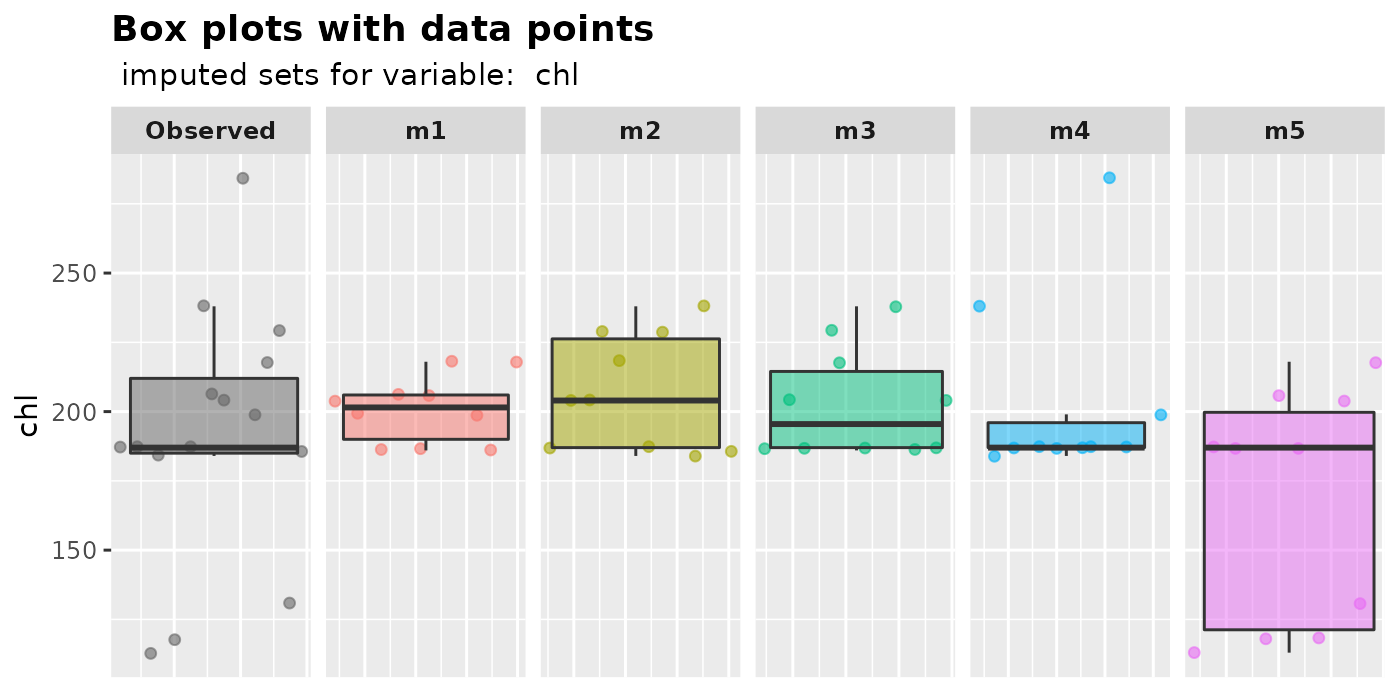 Box plots with data points
imputed sets for variable:  chl
Observed m1 m2 m3 m4 m5
250
200
150
chl